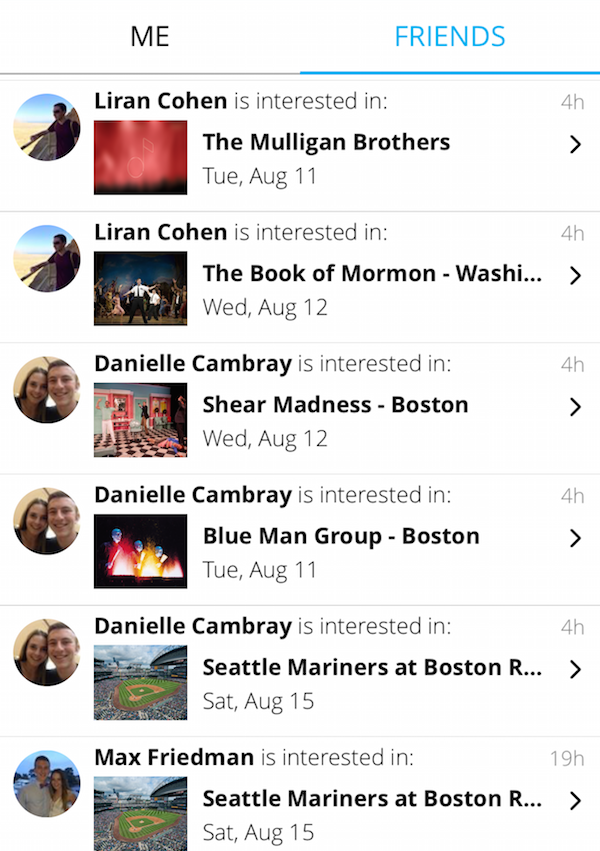 ME
FRIENDS
Liran Cohen is interested in:
4h
The Mulligan Brothers
Tue, Aug 11
Liran Cohen is interested in:
4h
The Book of Mormon - Washi...
Wed, Aug 12
Danielle Cambray is interested in:
4h
Shear Madness - Boston
Wed, Aug 12
Danielle Cambray is interested in:
4h
Blue Man Group - Boston
Tue, Aug 11
Danielle Cambray is interested in:
4h
Seattle Mariners at Boston R...
Sat, Aug 15
Max Friedman is interested in:
19h
Seattle Mariners at Boston R...
Sat, Aug 15